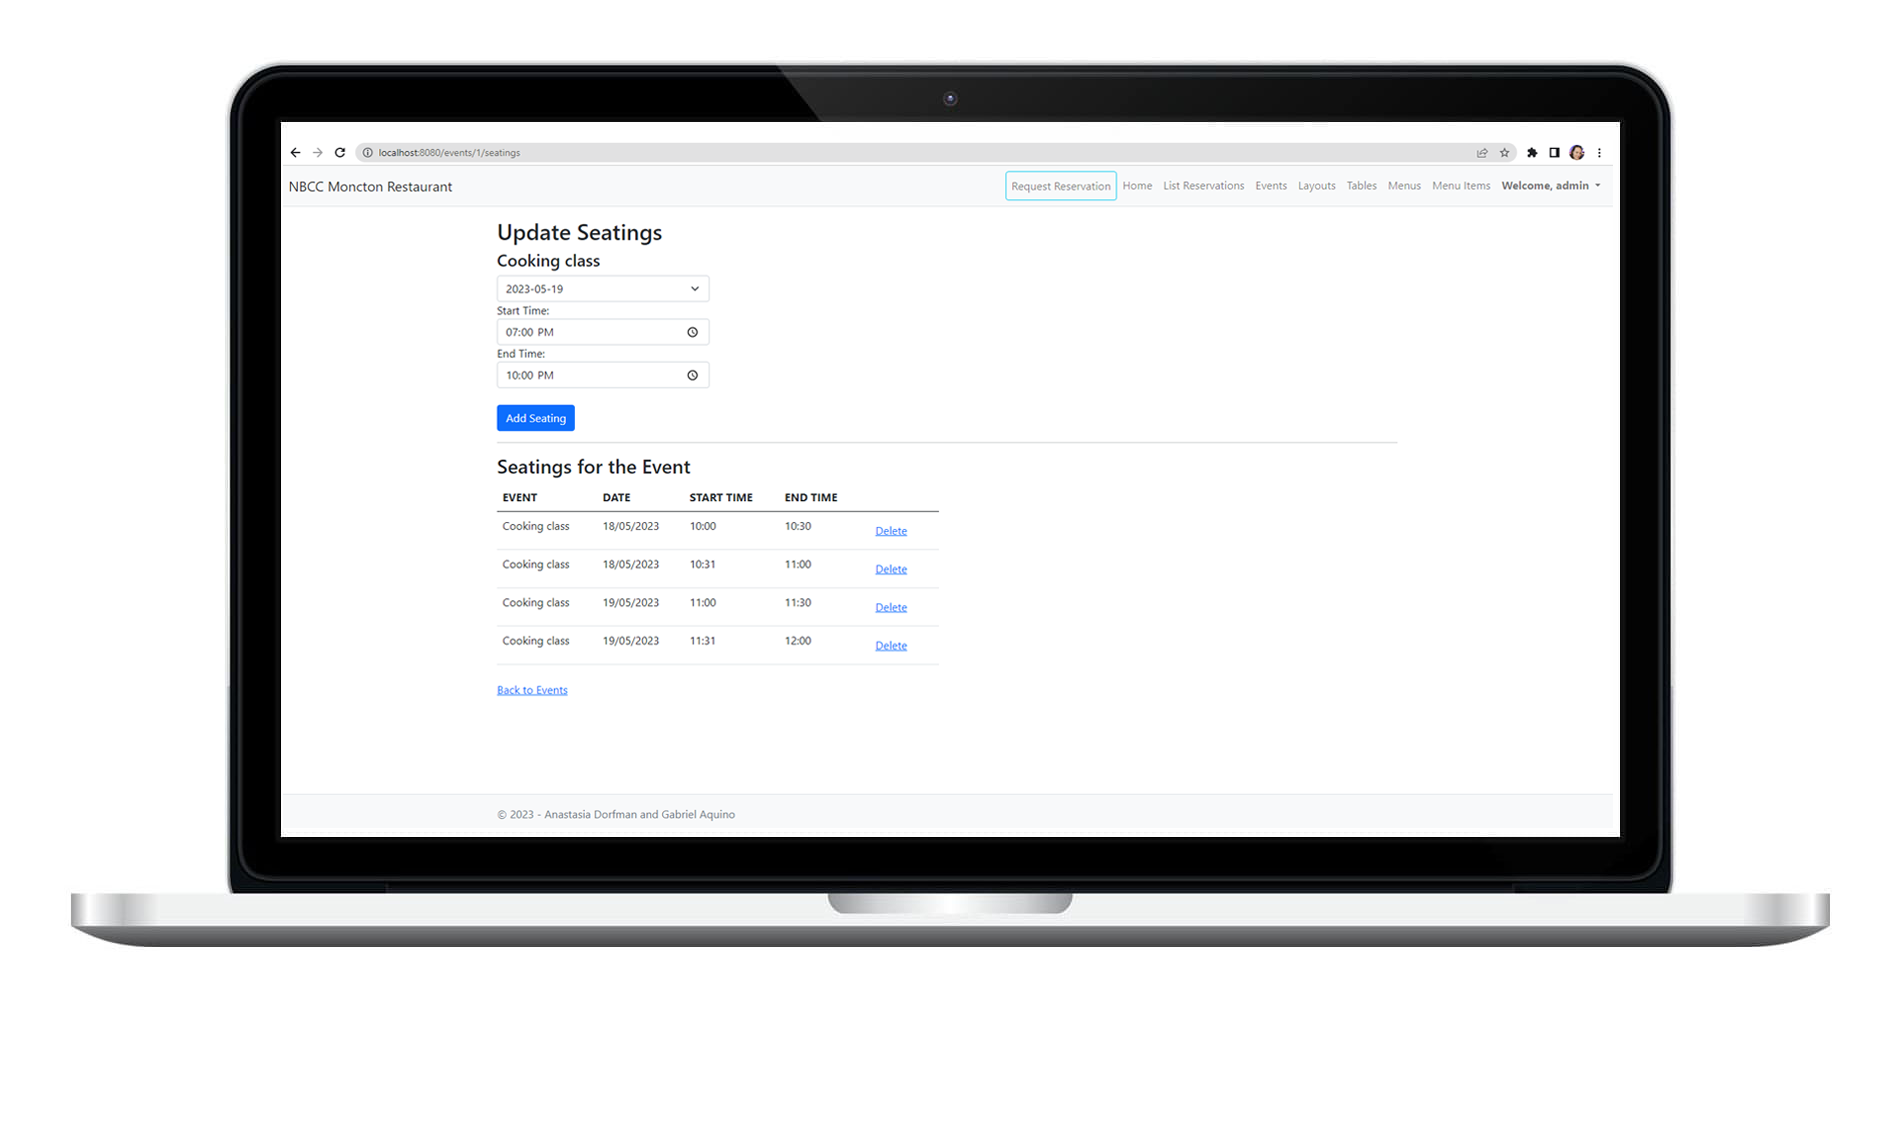 localhost:8080/events/1/seatings
NBCC Moncton Restaurant
Request Reservation Home List Reservations Events Layouts Tables Menus Menu Items Welcome, admin
Update Seatings
Cooking class
2023-05-19
Start Time:
07:00 PM
End Time:
10:00 PM
Add Seating
Seatings for the Event
EVENT DATE START TIME END TIME
Cooking class 18/05/2023 10:00 10:30 Delete
Cooking class 18/05/2023 10:31 11:00 Delete
Cooking class 19/05/2023 11:00 11:30 Delete
Cooking class 19/05/2023 11:31 12:00 Delete
Back to Events
© 2023 - Anastasia Dorfman and Gabriel Aquino